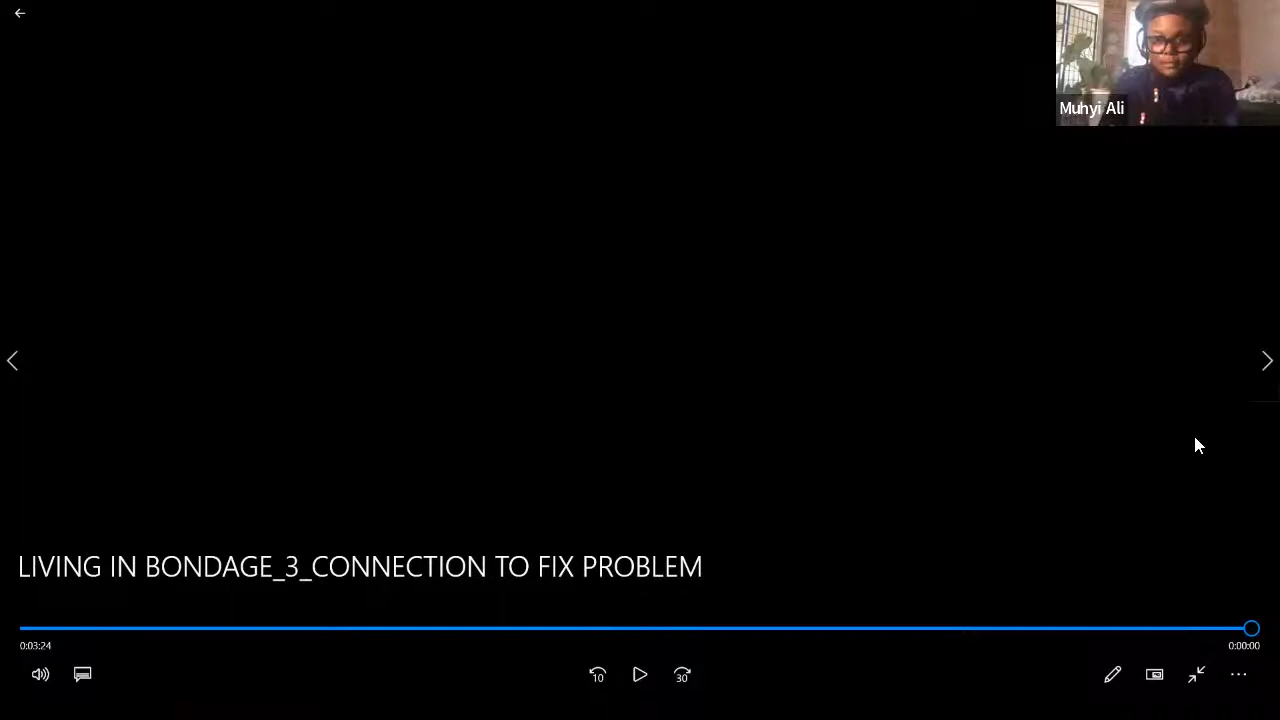 Muhyi Ali
LIVING IN BONDAGE_3_CONNECTION TO FIX PROBLEM
0:03:24
0:00:00
10
30